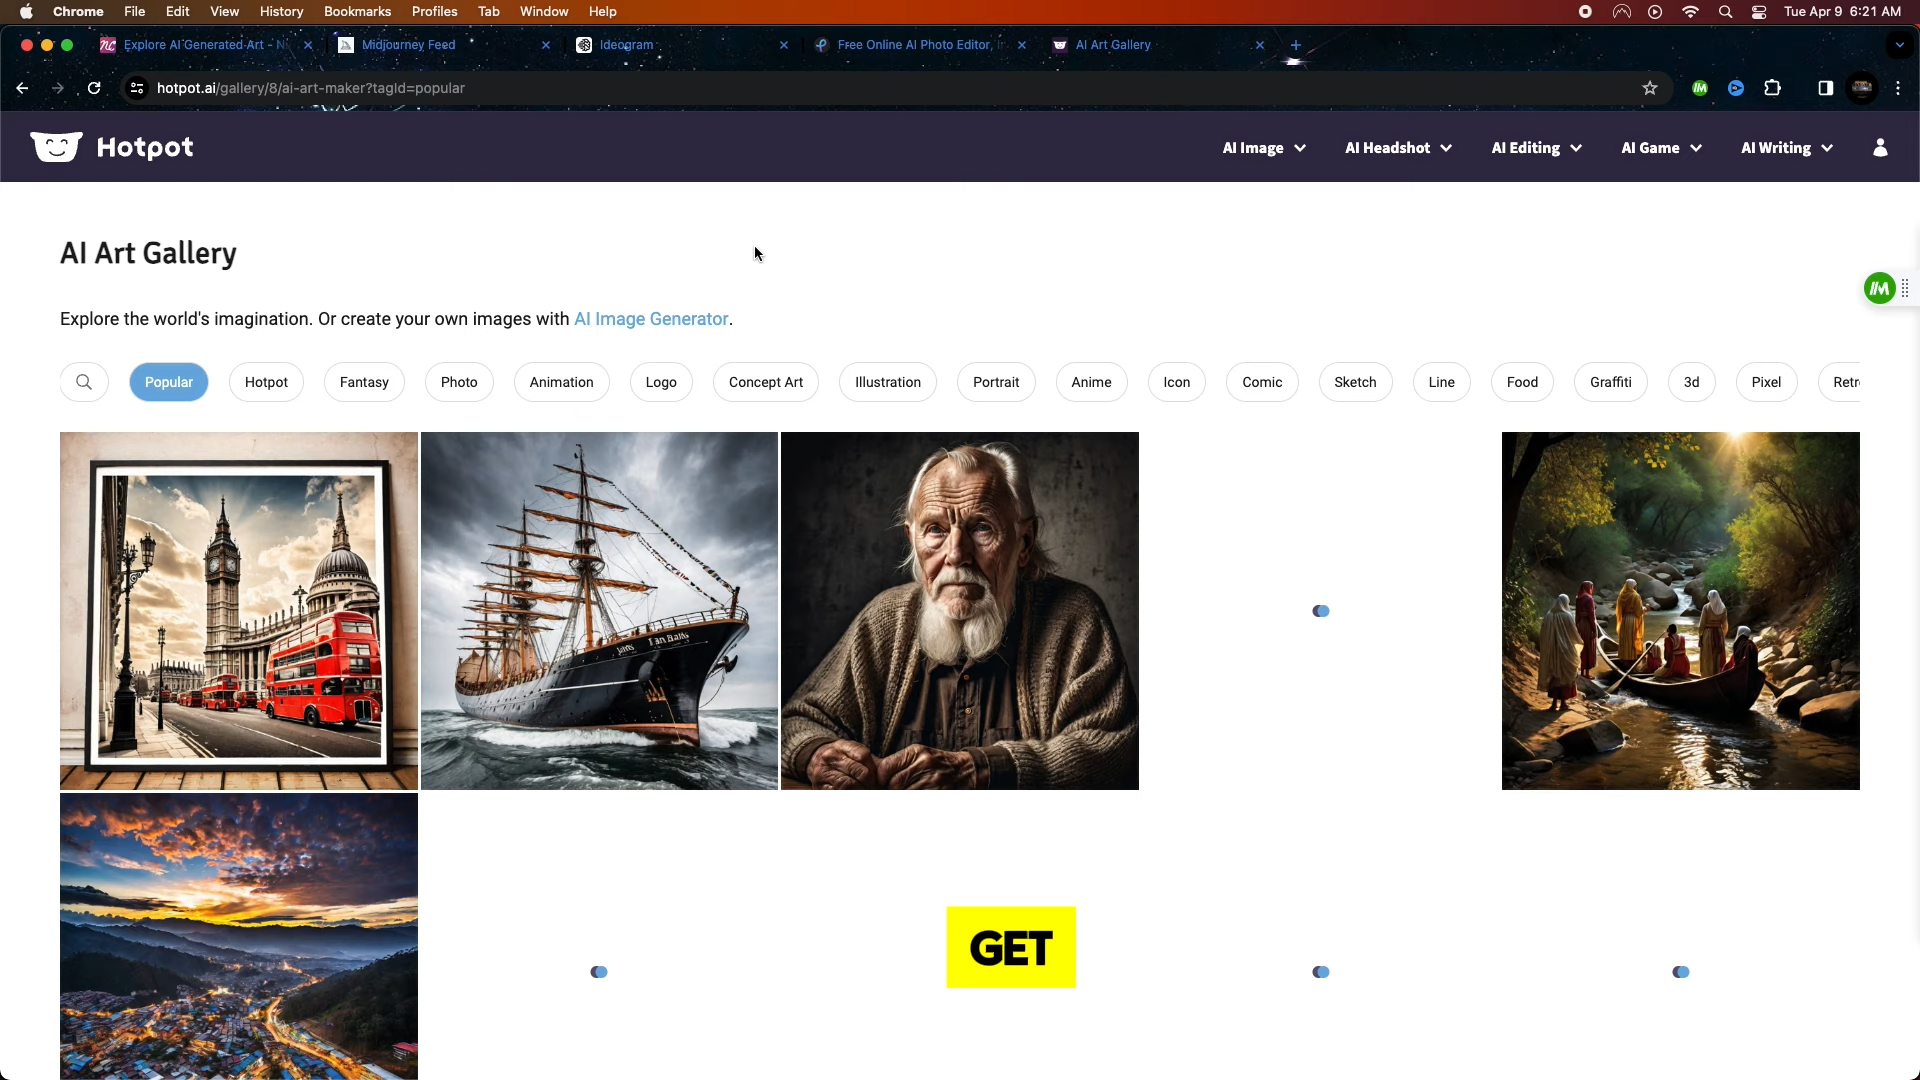 Chrome File Edit View History Bookmarks Profiles Tab Window Help Tue Apr 9 6:21 AM
Explore AI Generated Art - N Midjourney Feed Ideogram Free Online AI Photo Editor, AI Art Gallery
hotpot.ai/gallery/8/ai-art-maker?tagId=popular
Hotpot AI Image AI Headshot AI Editing AI Game AI Writing
AI Art Gallery
Explore the world's imagination. Or create your own images with AI Image Generator.
Popular Hotpot Fantasy Photo Animation Logo Concept Art Illustration Portrait Anime Icon Comic Sketch Line Food Graffiti 3d Pixel Retr
GET